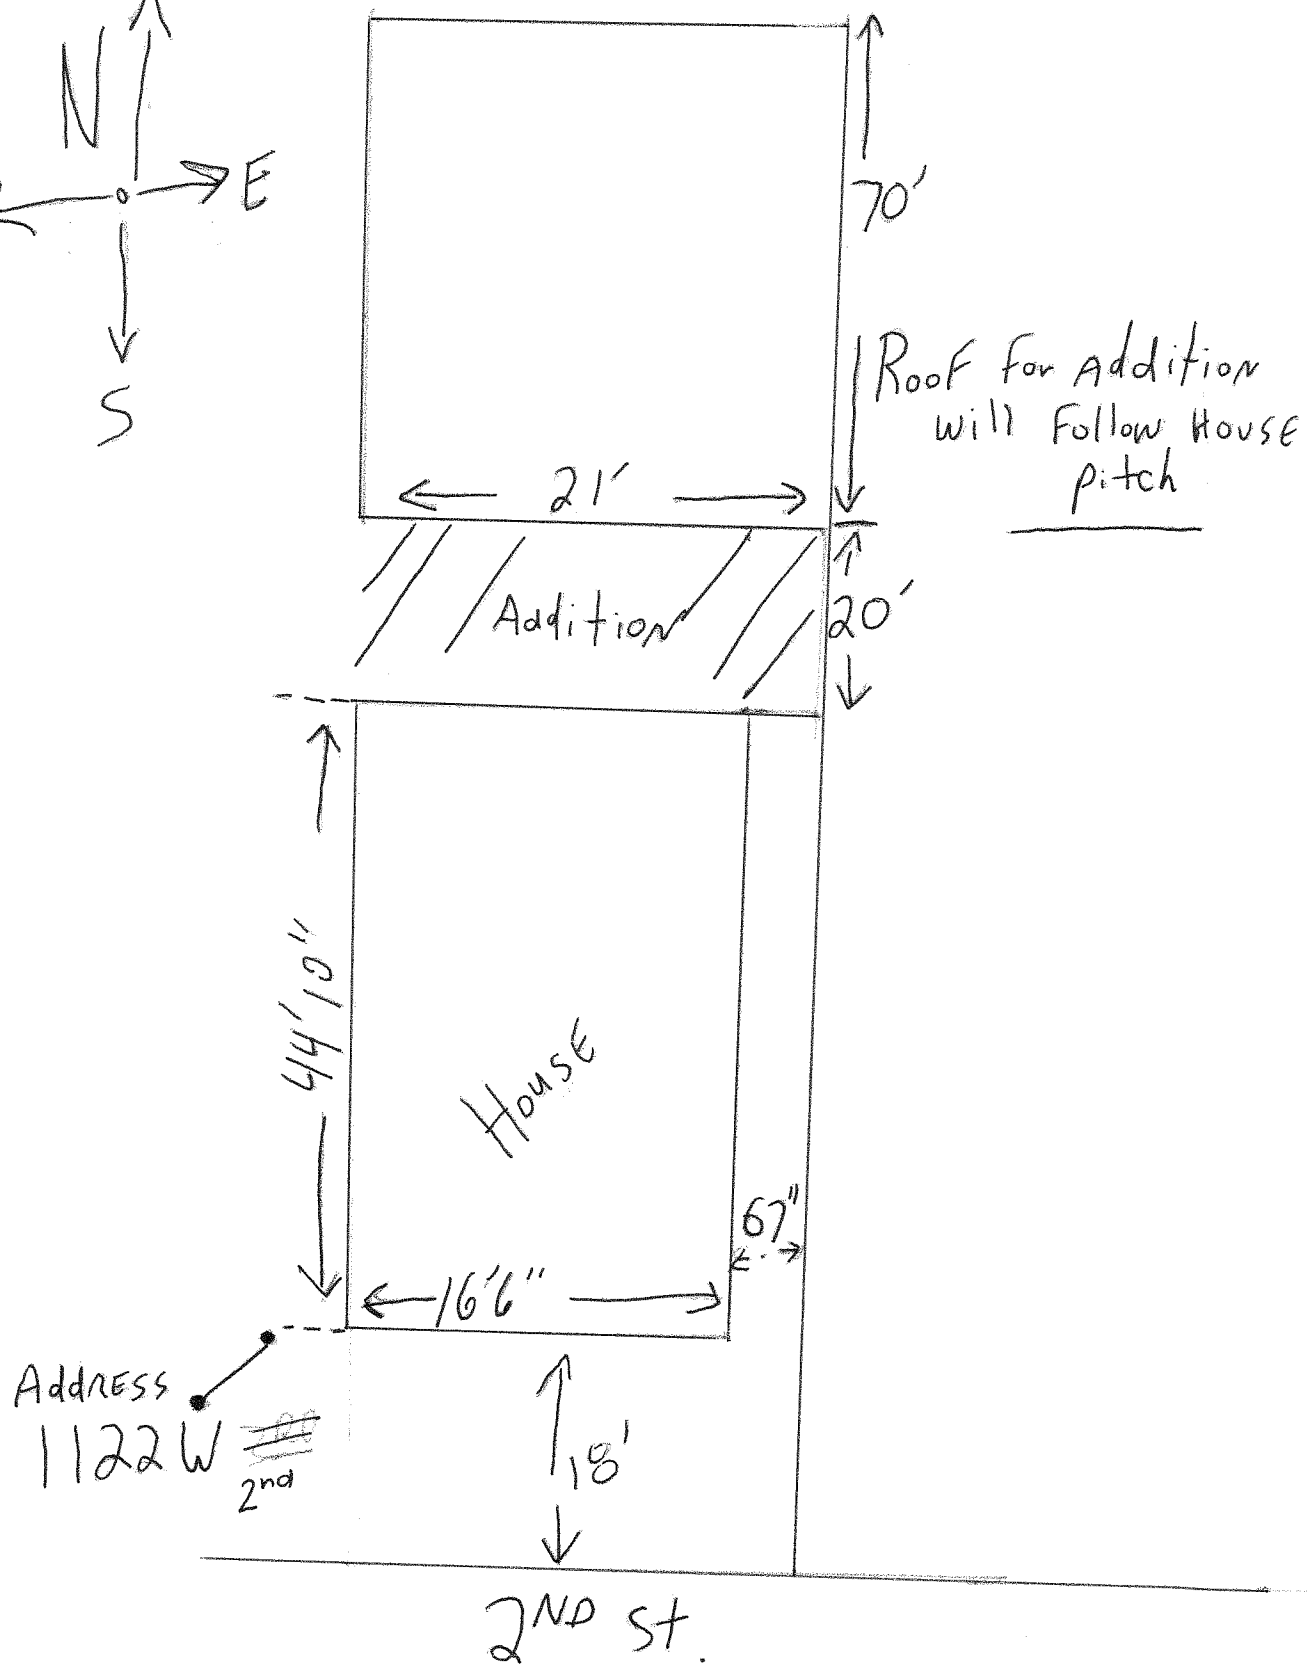 N
E
S
70'
Roof for Addition
will follow House
pitch
21'
Addition
20'
44'10"
House
67"
16'6"
Address
1122 W
2nd
18'
2ND St.